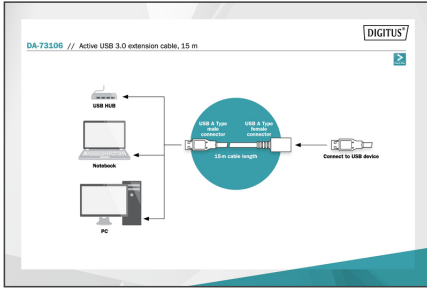 DIGITUS®
DA-73106 // Active USB 3.0 extension cable, 15 m
USB HUB
USB A Type
male
connector
USB A Type
female
connector
15 m cable length
Connect to USB device
Notebook
PC